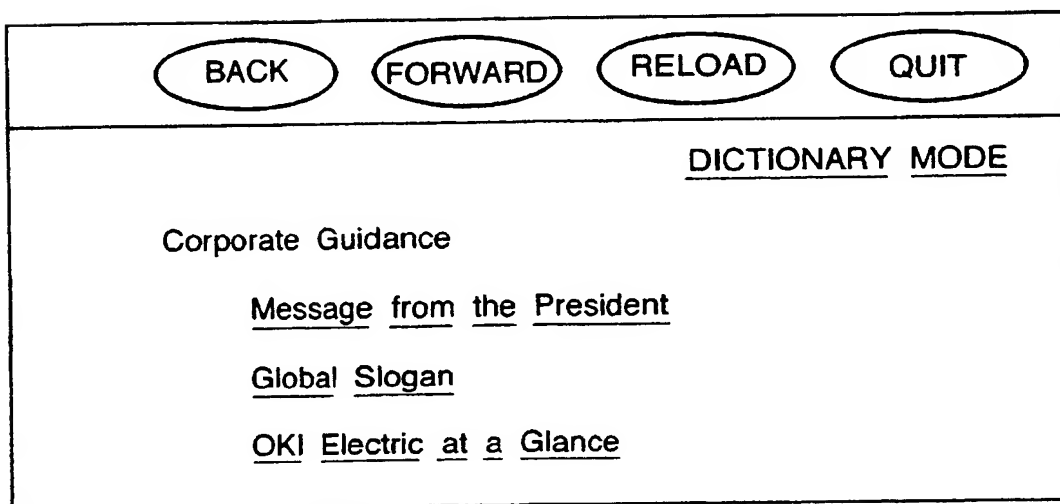 BACK FORWARD RELOAD QUIT
DICTIONARY MODE
Corporate Guidance
Message from the President
Global Slogan
OKI Electric at a Glance